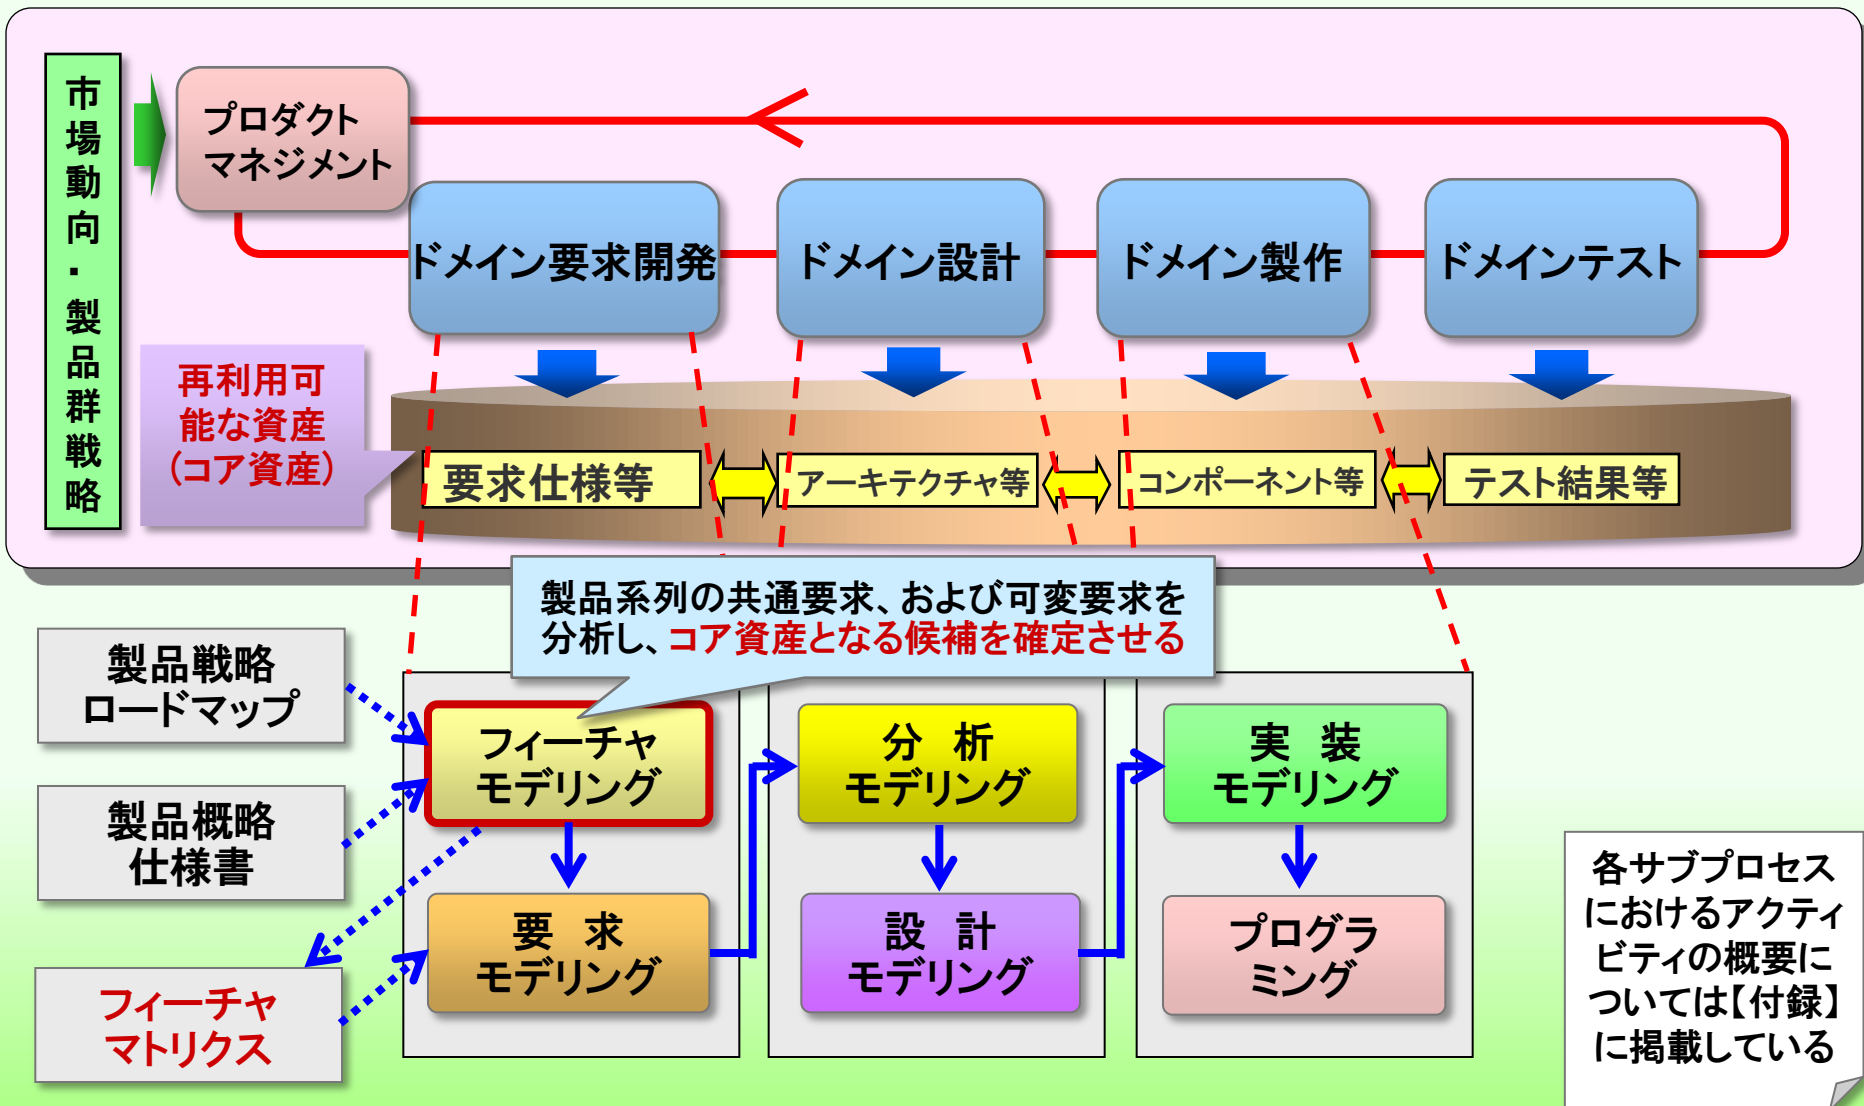 市場動向・製品群戦略
プロダクト
マネジメント
ドメイン要求開発
ドメイン設計
ドメイン製作
ドメインテスト
再利用可
能な資産
(コア資産)
要求仕様等
アーキテクチャ等
コンポーネント等
テスト結果等
製品系列の共通要求、および可変要求を
分析し、コア資産となる候補を確定させる
製品戦略
ロードマップ
製品概略
仕様書
フィーチャ
マトリクス
フィーチャ
モデリング
要 求
モデリング
分 析
モデリング
設 計
モデリング
実 装
モデリング
プログラ
ミング
各サブプロセス
におけるアクティ
ビティの概要に
ついては【付録】
に掲載している